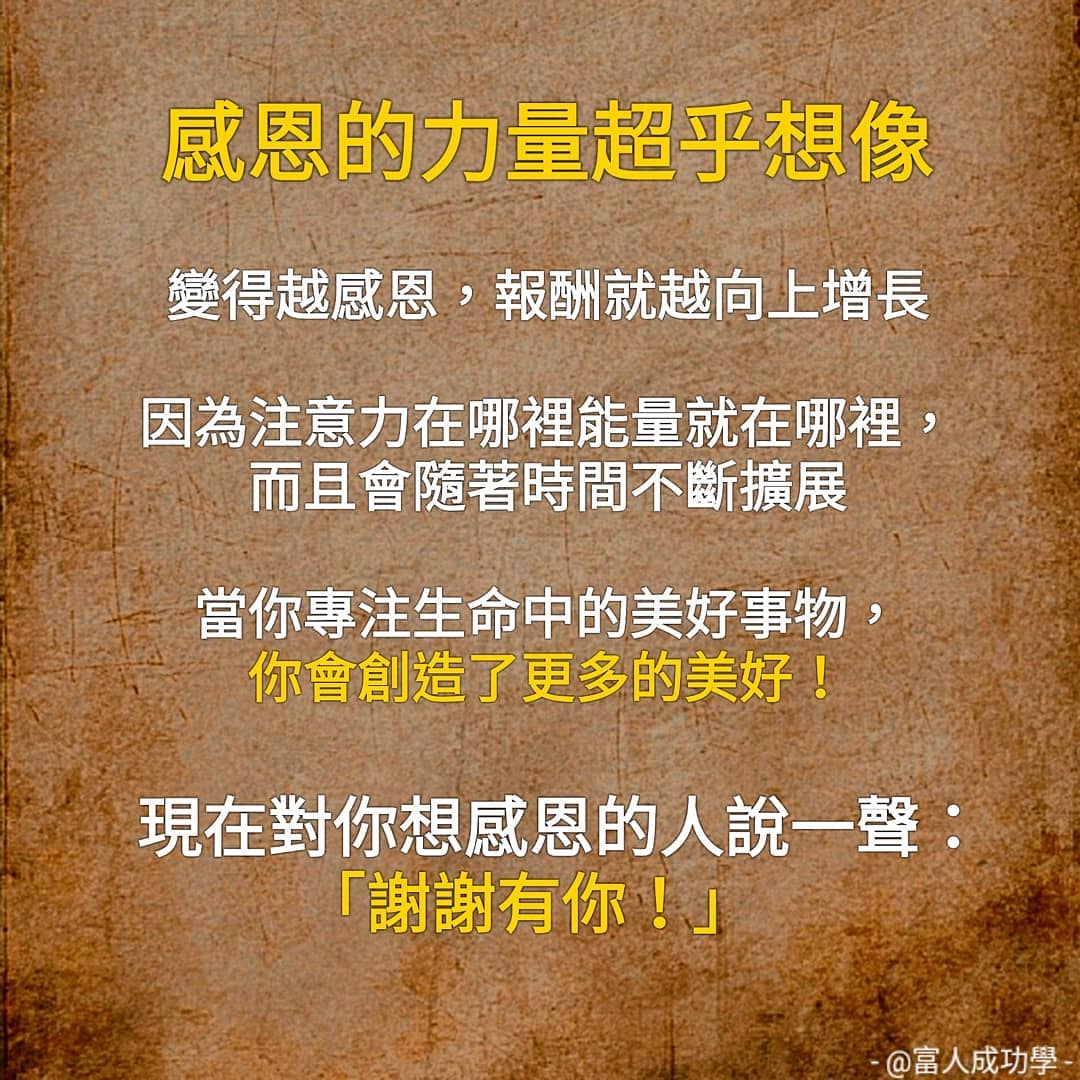 感恩的力量超乎想像
變得越感恩，報酬就越向上增長
因為注意力在哪裡能量就在哪裡，
而且會隨著時間不斷擴展
當你專注生命中的美好事物，
你會創造了更多的美好！
現在對你想感恩的人說一聲：
「謝謝有你！」
- @富人成功學 -